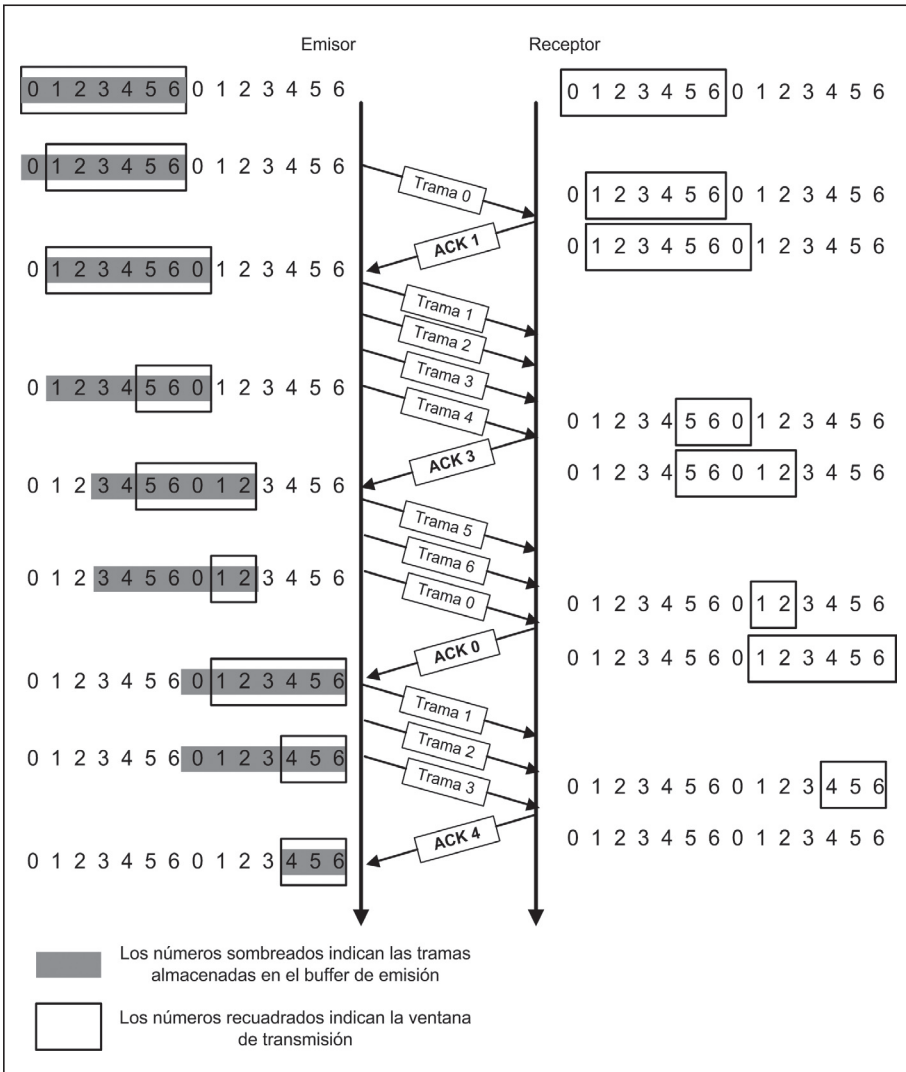 Emisor Receptor
0 1 2 3 4 5 6 0 1 2 3 4 5 6
0 1 2 3 4 5 6 0 1 2 3 4 5 6
0 1 2 3 4 5 6 0 1 2 3 4 5 6
Trama 0
0 1 2 3 4 5 6 0 1 2 3 4 5 6
ACK 1
0 1 2 3 4 5 6 0 1 2 3 4 5 6
0 1 2 3 4 5 6 0 1 2 3 4 5 6
Trama 1
Trama 2
Trama 3
0 1 2 3 4 5 6 0 1 2 3 4 5 6
Trama 4
0 1 2 3 4 5 6 0 1 2 3 4 5 6
ACK 3
0 1 2 3 4 5 6 0 1 2 3 4 5 6
0 1 2 3 4 5 6 0 1 2 3 4 5 6
Trama 5
Trama 6
0 1 2 3 4 5 6 0 1 2 3 4 5 6
Trama 0
0 1 2 3 4 5 6 0 1 2 3 4 5 6
ACK 0
0 1 2 3 4 5 6 0 1 2 3 4 5 6
0 1 2 3 4 5 6 0 1 2 3 4 5 6
Trama 1
Trama 2
0 1 2 3 4 5 6 0 1 2 3 4 5 6
Trama 3
0 1 2 3 4 5 6 0 1 2 3 4 5 6
ACK 4
0 1 2 3 4 5 6 0 1 2 3 4 5 6
0 1 2 3 4 5 6 0 1 2 3 4 5 6
Los números sombreados indican las tramas
almacenadas en el buffer de emisión
Los números recuadrados indican la ventana
de transmisión